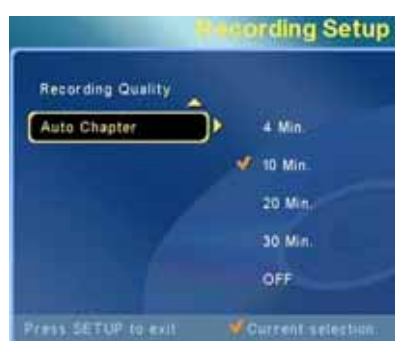 Recording Setup
Recording Quality
Auto Chapter
4 Min.
10 Min.
20 Min.
30 Min.
OFF
Press SETUP to exit
Current selection.